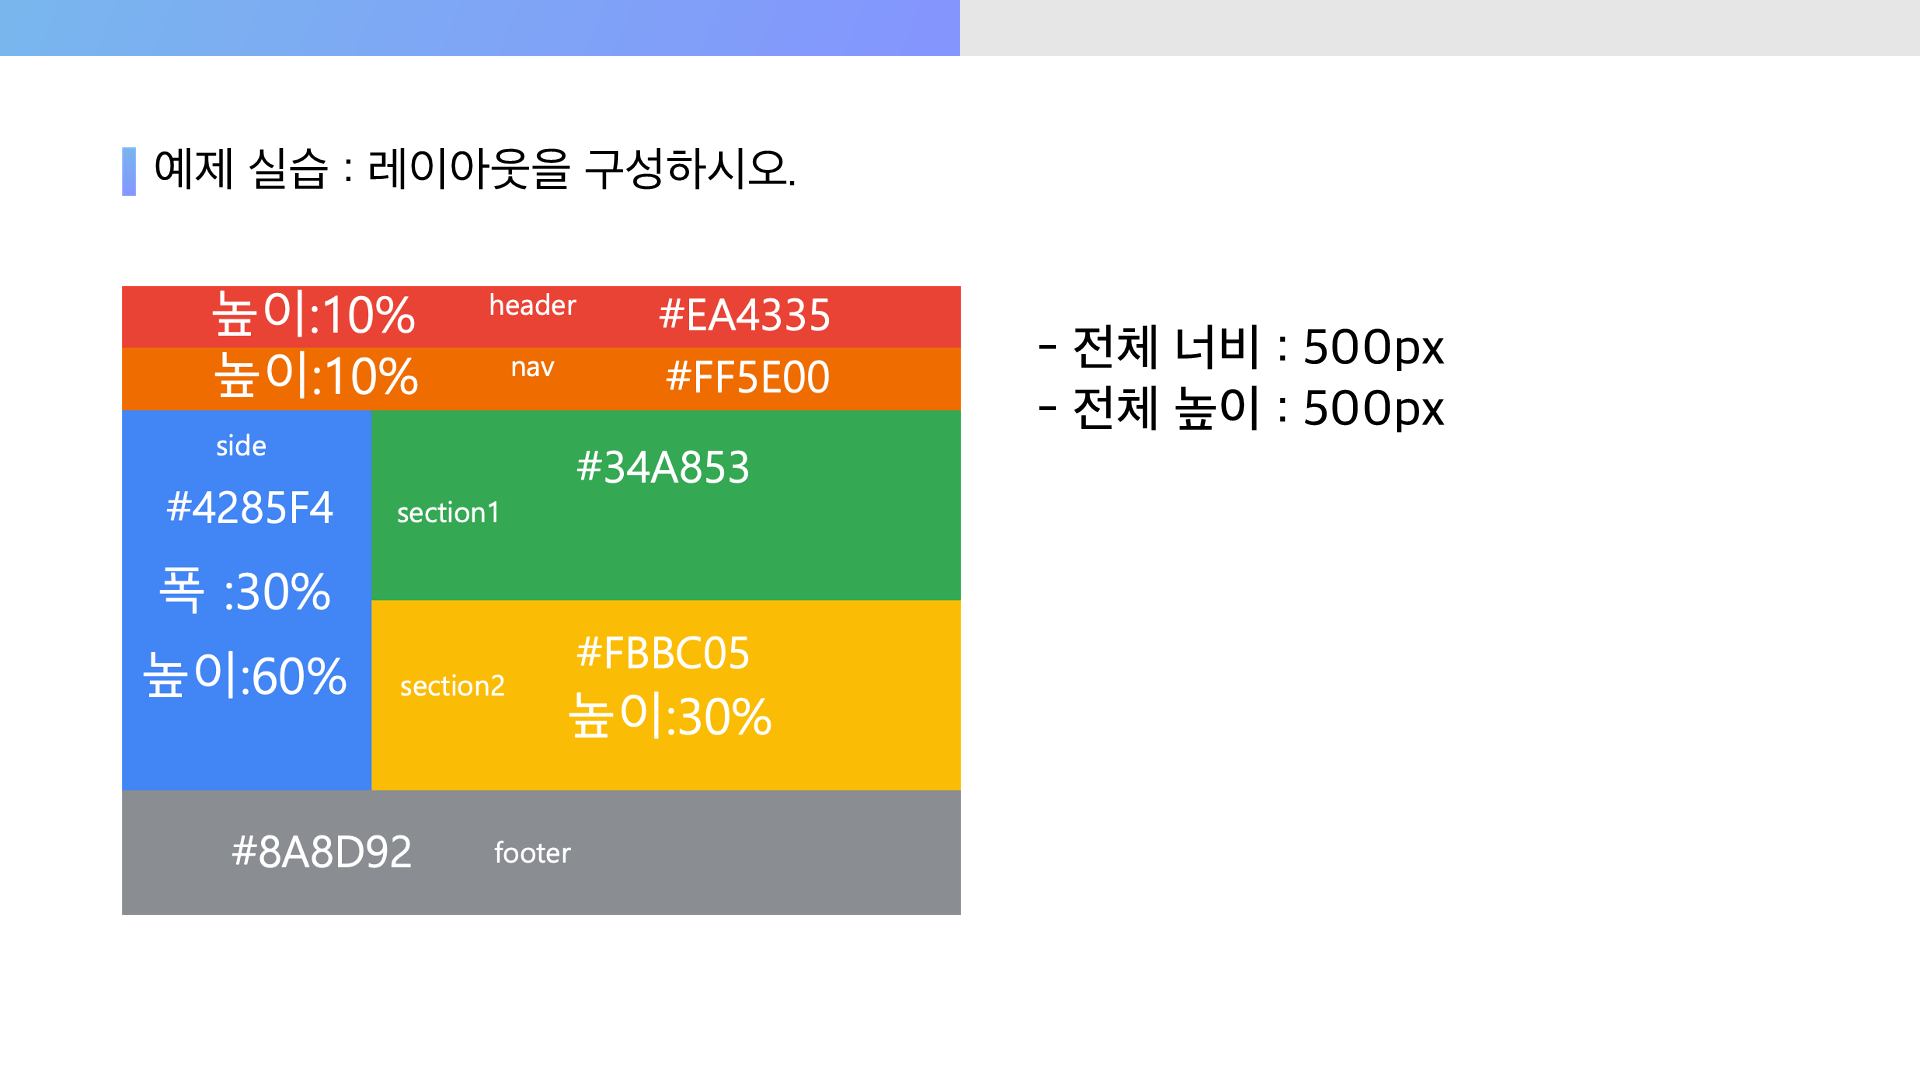 예제 실습 : 레이아웃을 구성하시오.
높이:10% header #EA4335
높이:10% nav #FF5E00
side
#4285F4
폭 :30%
높이:60%
#34A853
section1
#FBBC05
section2
높이:30%
#8A8D92 footer
- 전체 너비 : 500px
- 전체 높이 : 500px